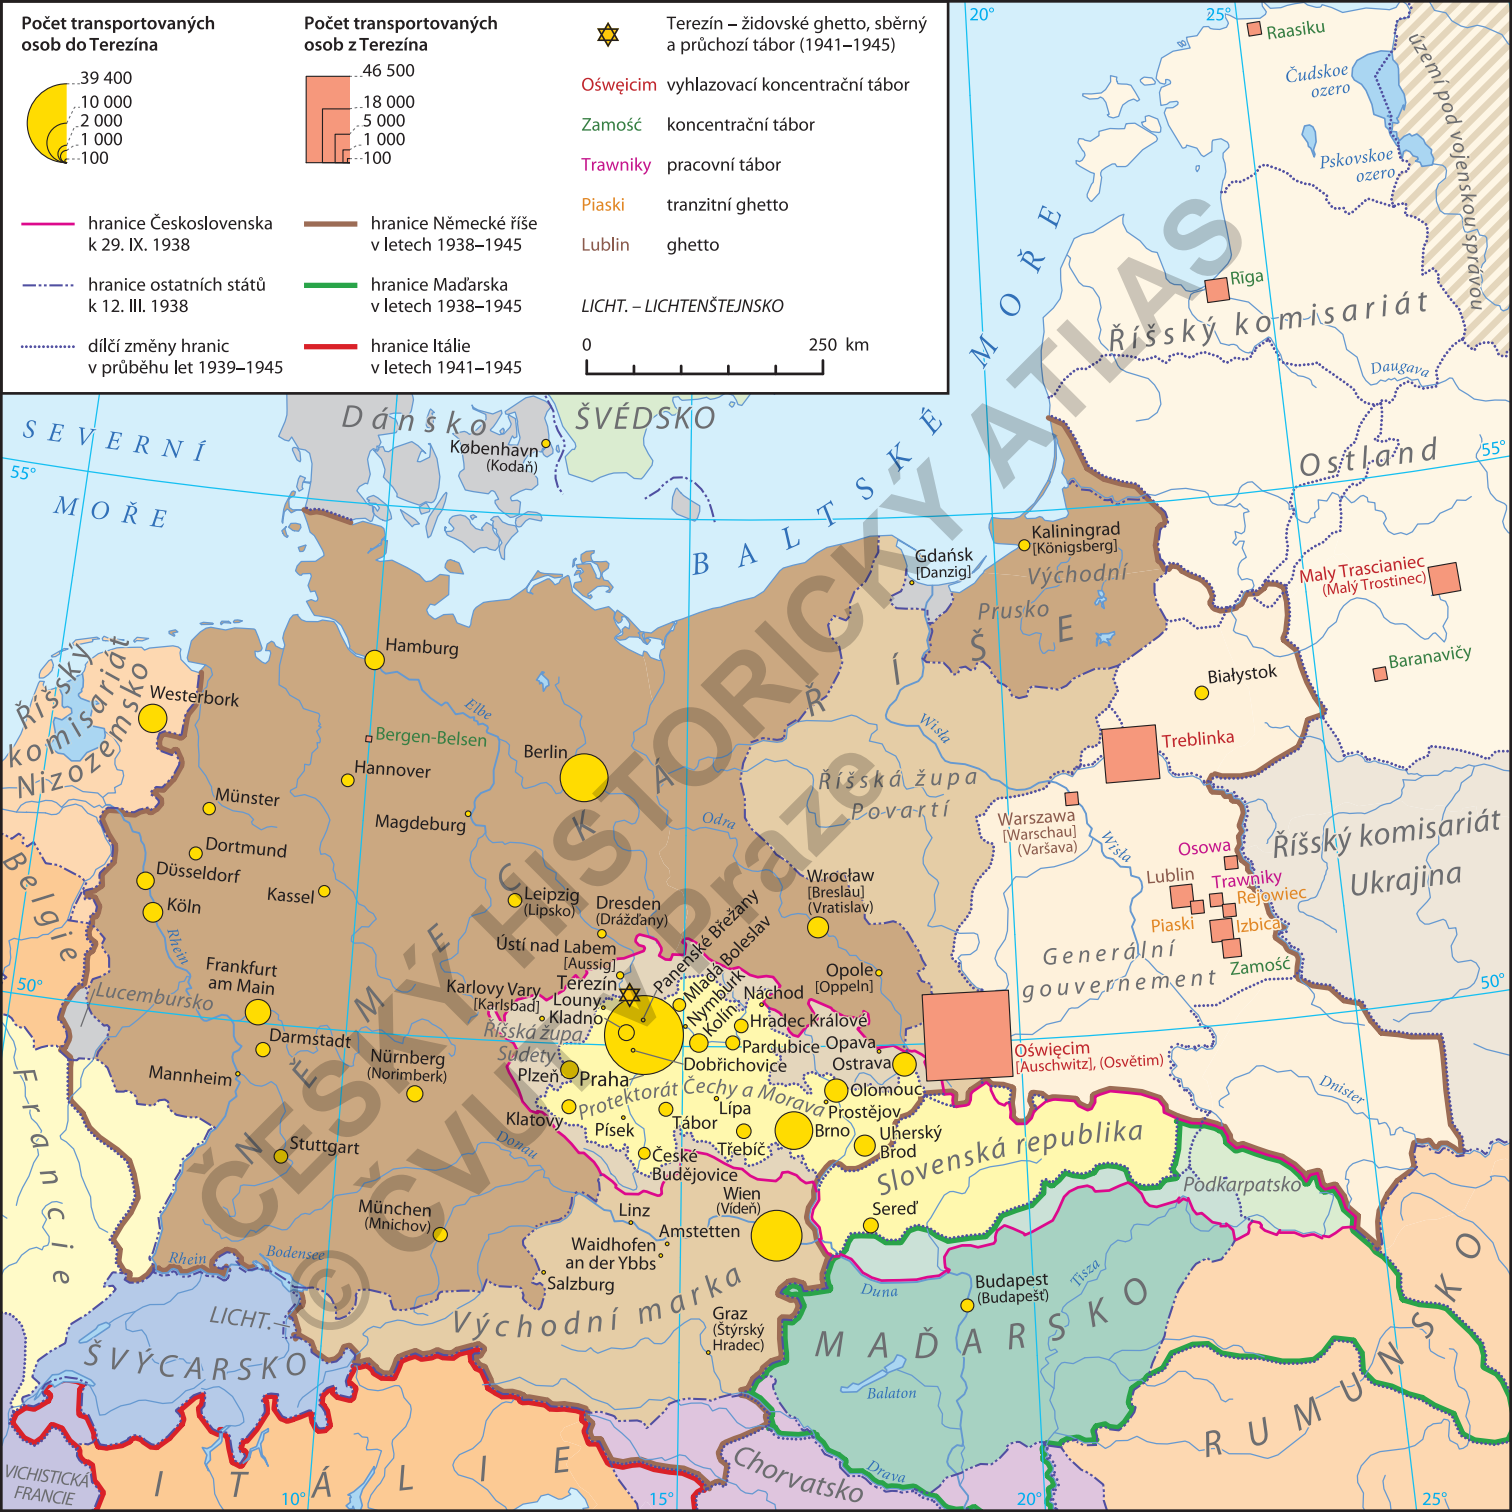 Počet transportovaných
osob do Terezína
39 400
10 000
2 000
1 000
100
Počet transportovaných
osob z Terezína
46 500
18 000
5 000
1 000
100
Terezín – židovské ghetto, sběrný
a průchozí tábor (1941–1945)
Oświęcim vyhlazovací koncentrační tábor
Zamość koncentrační tábor
Trawniky pracovní tábor
Piaski tranzitní ghetto
Lublin ghetto
hranice Československa
k 29. IX. 1938
hranice ostatních států
k 12. III. 1938
dílčí změny hranic
v průběhu let 1939–1945
hranice Německé říše
v letech 1938–1945
hranice Maďarska
v letech 1938–1945
hranice Itálie
v letech 1941–1945
LICHT. – LICHTENŠTEJNSKO
0 250 km
20°
25°
Raasiku
Čudskoe
ozero
Pskovskoe
ozero
území pod vojenskou správou
Rīga
Říšský komisariát
Daugava
Ostland
55°
SEVERNÍ
MOŘE
55°
Dánsko
ŠVÉDSKO
København
(Kodaň)
BALTSKÉ MOŘE
Kaliningrad
[Königsberg]
Gdańsk
[Danzig]
Východní
Prusko
Maly Trascianiec
(Malý Trostinec)
Baranavičy
Białystok
Treblinka
Hamburg
Elbe
Westerbork
Říšský
komisariát
Nizozemsko
Bergen-Belsen
Hannover
Berlin
Münster
Magdeburg
Dortmund
Düsseldorf
Kassel
Köln
Rhein
Belgie
Leipzig
(Lipsko)
Dresden
(Drážďany)
Odra
Wisla
Říšská župa
Povartí
Warszawa
[Warschau]
(Varšava)
Wisla
Osowa
Lublin
Trawniky
Rejowiec
Piaski
Izbica
Zamość
Říšský komisariát
Ukrajina
Generální
gouvernement
50°
Wrocław
[Breslau]
(Vratislav)
Opole
[Oppeln]
Ústí nad Labem
[Aussig]
Terezín
Karlovy Vary
[Karlsbad]
Louny
Kladno
Panenské Břežany
Mladá Boleslav
Nymburk
Kolín
Náchod
Hradec Králové
Pardubice
Opava
Ostrava
Říšská župa
Sudety
Dobřichovice
Plzeň
Praha
Protektorát Čechy a Morava
Olomouc
Klatovy
Písek
Tábor
Lípa
Prostějov
Třebíč
Brno
Uherský
Brod
České
Budějovice
Oświęcim
[Auschwitz], (Osvětim)
Dniester
50°
Lucembursko
Frankfurt
am Main
Darmstadt
Mannheim
Nürnberg
(Norimberk)
Stuttgart
Donau
München
(Mnichov)
NĚMECKÁ ŘÍŠE
Francie
Rhein
Bodensee
Linz
Wien
(Vídeň)
Amstetten
Waidhofen
an der Ybbs
Salzburg
Východní marka
Graz
(Štýrský
Hradec)
Slovenská republika
Sereď
Podkarpatsko
Duna
Budapest
(Budapešť)
Tisza
MAĎARSKO
Balaton
RUMUNSKO
LICHT.
ŠVÝCARSKO
VICHISTICKÁ
FRANCIE
ITÁLIE
Chorvatsko
Drava
10°
15°
20°
25°
ČESKÝ HISTORICKÝ ATLAS
© ČVUT v Praze